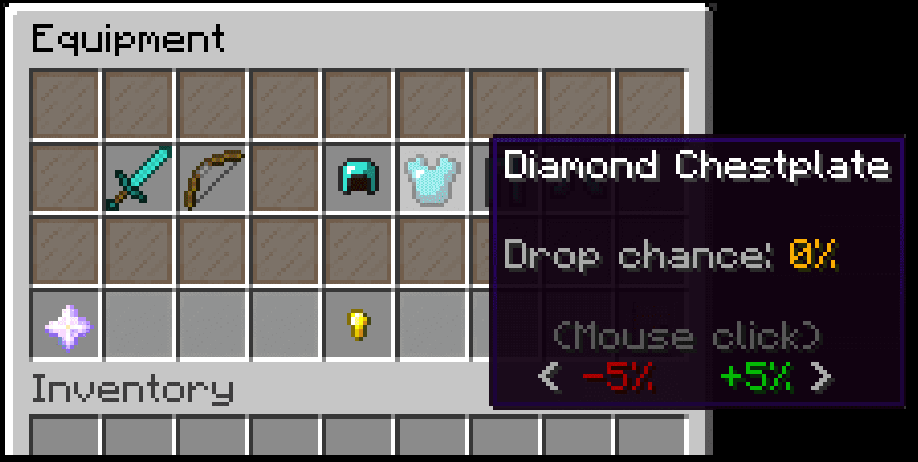 Equipment
Diamond Chestplate
Drop chance: 0%
(Mouse click)
< -5% +5% >
Inventory